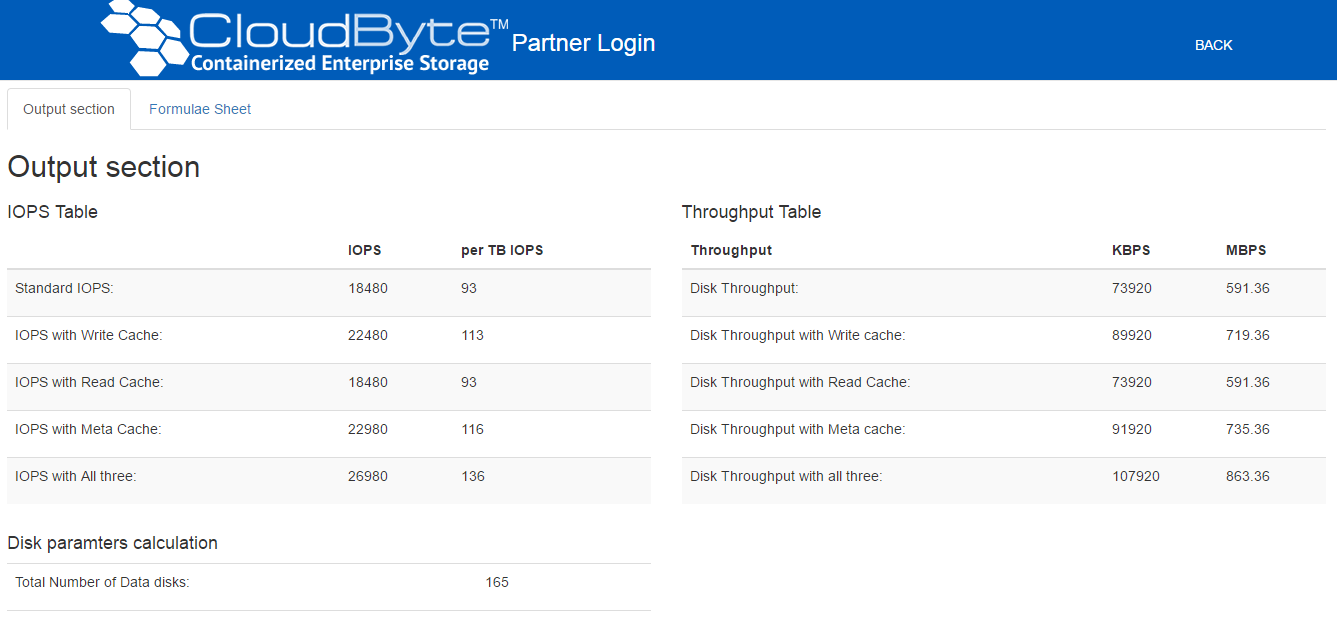 CloudByte™ Partner Login
Containerized Enterprise Storage
BACK
Output section Formulae Sheet
Output section
IOPS Table
IOPS per TB IOPS
Standard IOPS: 18480 93
IOPS with Write Cache: 22480 113
IOPS with Read Cache: 18480 93
IOPS with Meta Cache: 22980 116
IOPS with All three: 26980 136
Throughput Table
Throughput KBPS MBPS
Disk Throughput: 73920 591.36
Disk Throughput with Write cache: 89920 719.36
Disk Throughput with Read Cache: 73920 591.36
Disk Throughput with Meta cache: 91920 735.36
Disk Throughput with all three: 107920 863.36
Disk paramters calculation
Total Number of Data disks: 165